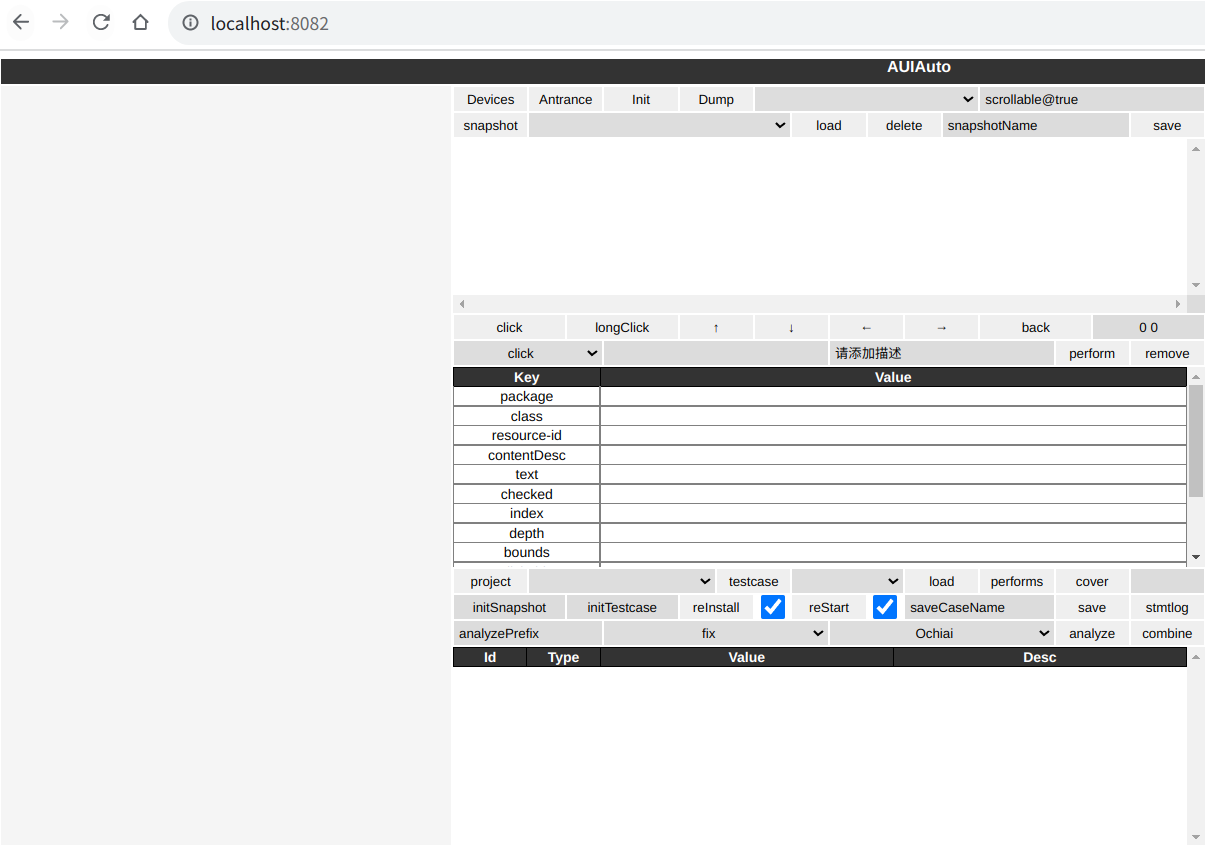 localhost:8082
AUIAuto
Devices Antrance Init Dump scrollable@true
snapshot load delete snapshotName save
click longClick ↑ ↓ ← → back 0 0
click 请添加描述 perform remove
Key Value
package
class
resource-id
contentDesc
text
checked
index
depth
bounds
project testcase load performs cover
initSnapshot initTestcase reInstall reStart saveCaseName save stmtlog
analyzePrefix fix Ochiai analyze combine
Id Type Value Desc